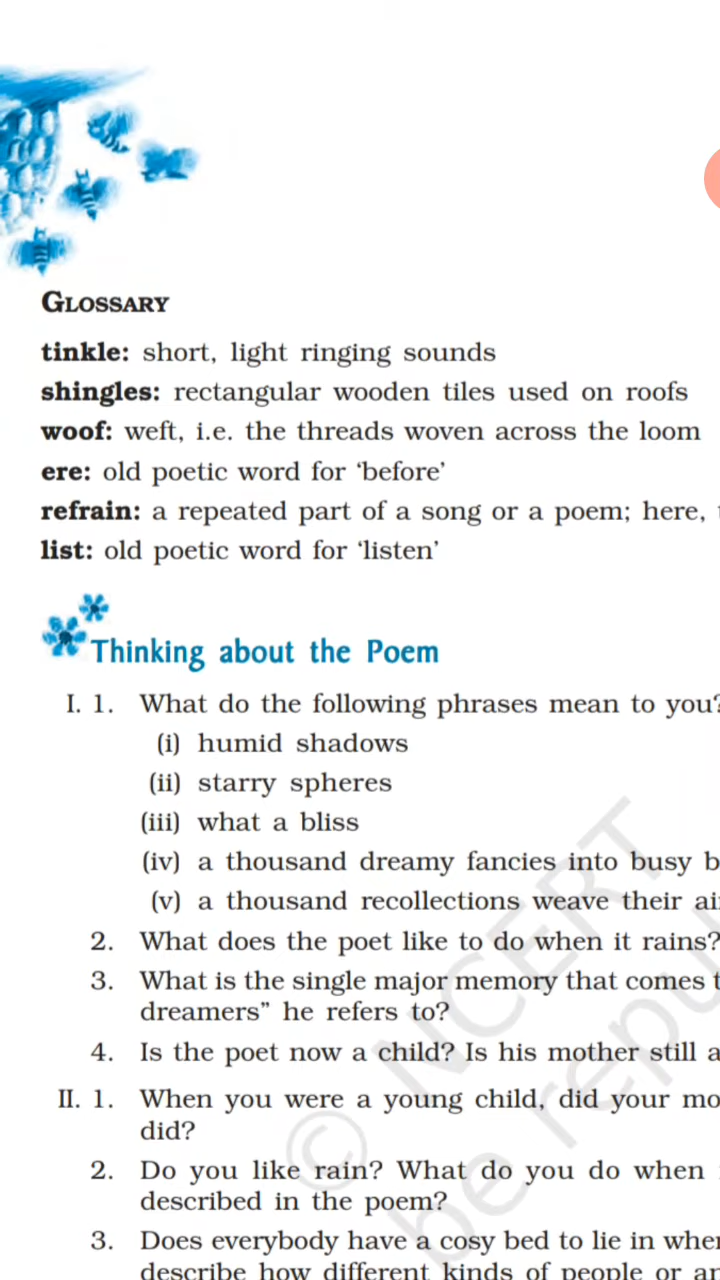 GLOSSARY
tinkle: short, light ringing sounds
shingles: rectangular wooden tiles used on roofs
woof: weft, i.e. the threads woven across the loom
ere: old poetic word for ‘before’
refrain: a repeated part of a song or a poem; here,
list: old poetic word for ‘listen’
Thinking about the Poem
I. 1. What do the following phrases mean to you?
(i) humid shadows
(ii) starry spheres
(iii) what a bliss
(iv) a thousand dreamy fancies into busy b
(v) a thousand recollections weave their ai
2. What does the poet like to do when it rains?
3. What is the single major memory that comes t
dreamers” he refers to?
4. Is the poet now a child? Is his mother still a
II. 1. When you were a young child, did your mo
did?
2. Do you like rain? What do you do when
described in the poem?
3. Does everybody have a cosy bed to lie in when
describe how different kinds of people or an
© NCERT
be repu